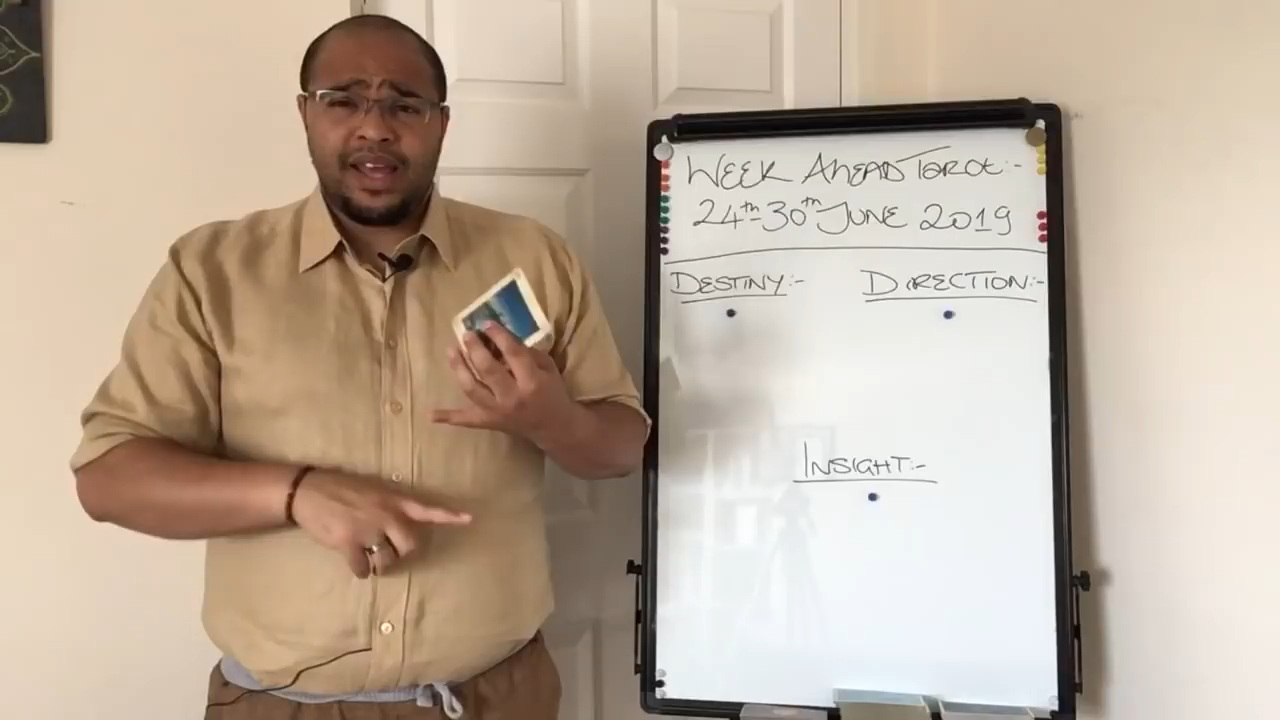 WEEK AHEAD TAROT:-
24th-30th JUNE 2019
DESTINY:-
DIRECTION:-
INSIGHT:-